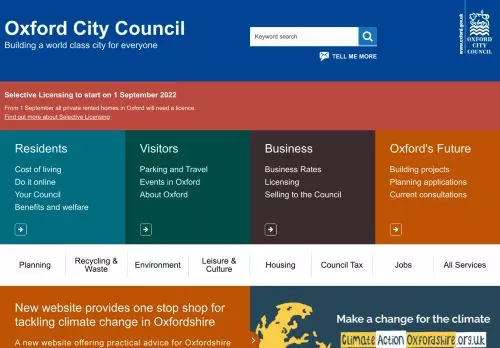 Oxford City Council
Building a world class city for everyone
Keyword search
TELL ME MORE
www.oxford.gov.uk
OXFORD
CITY
COUNCIL
Selective Licensing to start on 1 September 2022
From 1 September all private rented homes in Oxford will need a licence.
Find out more about Selective Licensing
Residents
Cost of living
Do it online
Your Council
Benefits and welfare
Visitors
Parking and Travel
Events in Oxford
About Oxford
Business
Business Rates
Licensing
Selling to the Council
Oxford's Future
Building projects
Planning applications
Current consultations
Planning
Recycling &
Waste
Environment
Leisure &
Culture
Housing
Council Tax
Jobs
All Services
New website provides one stop shop for
tackling climate change in Oxfordshire
A new website offering practical advice for Oxfordshire
Make a change for the climate
ClimateActionOxfordshire.org.uk